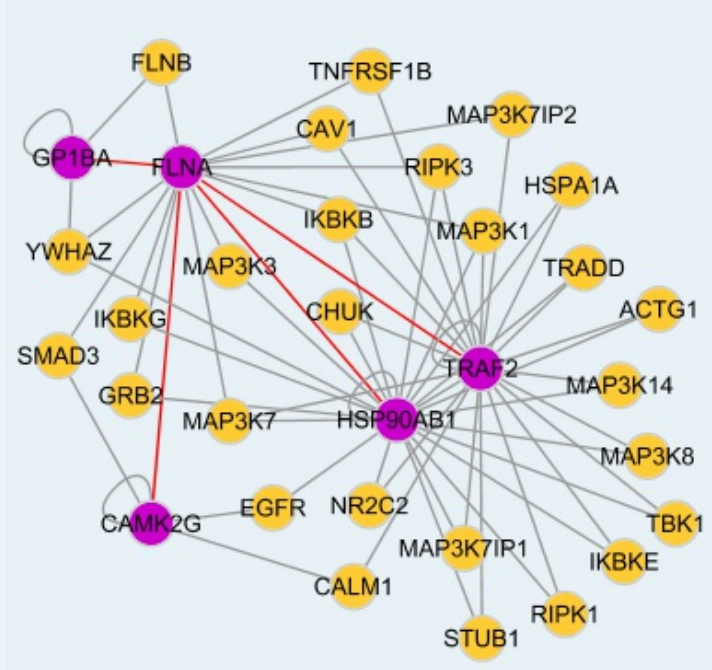 FLNB
TNFRSF1B
MAP3K7IP2
CAV1
GP1BA
FLNA
RIPK3
HSPA1A
IKBKB
MAP3K1
YWHAZ
MAP3K3
TRADD
CHUK
ACTG1
IKBKG
SMAD3
TRAF2
MAP3K14
GRB2
MAP3K7
HSP90AB1
MAP3K8
EGFR
NR2C2
CAMK2G
TBK1
MAP3K7IP1
IKBKE
CALM1
RIPK1
STUB1